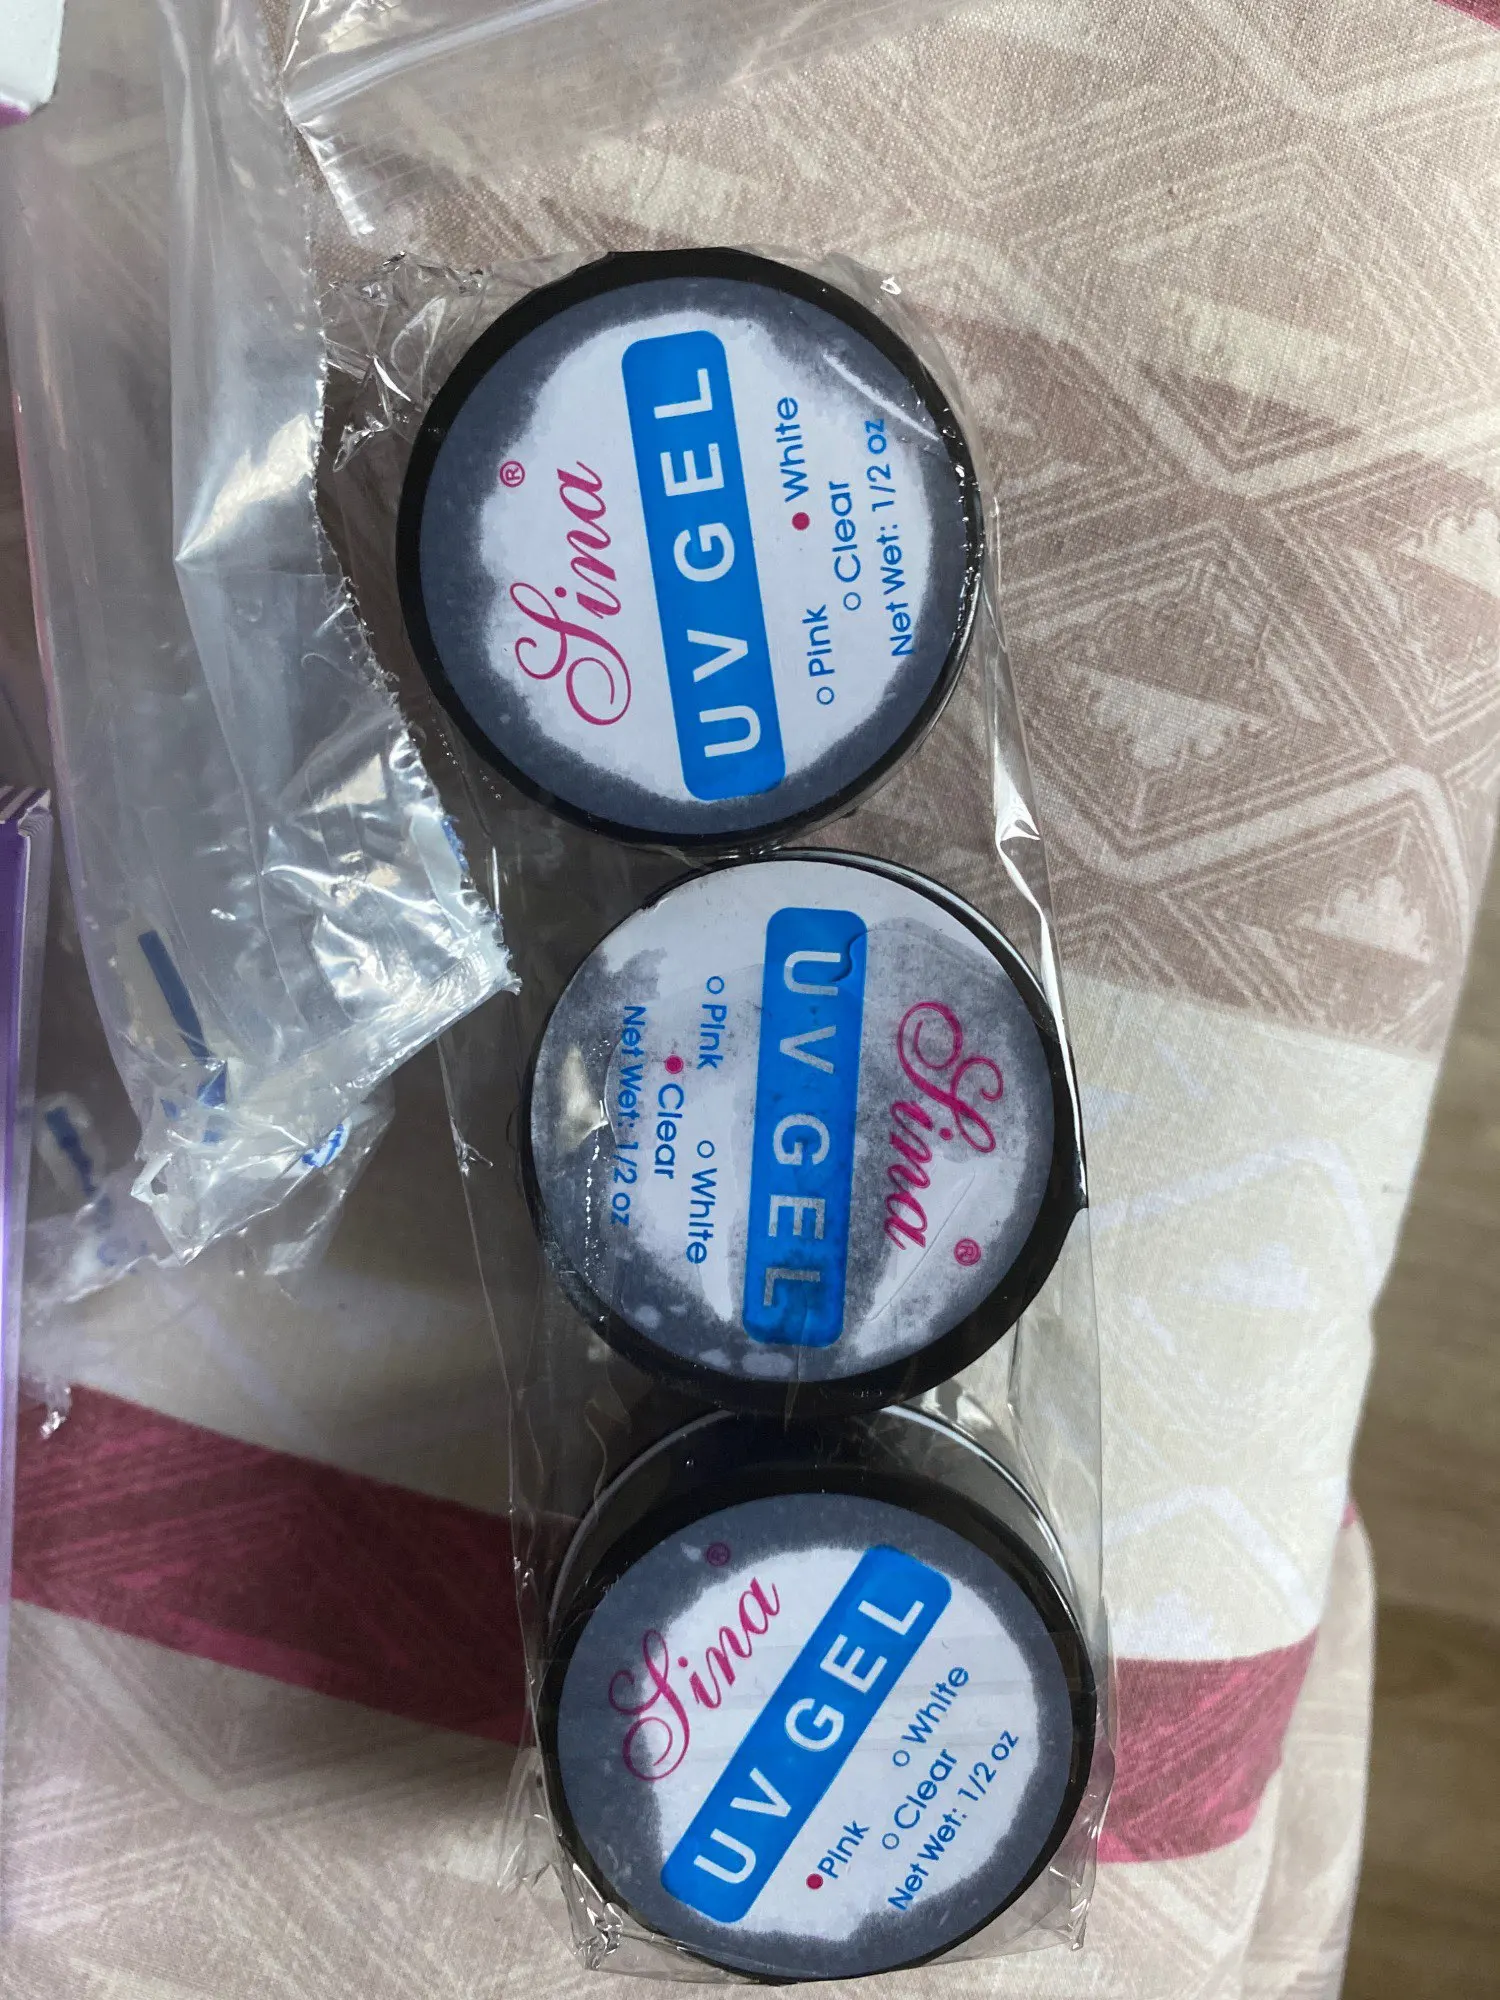 Sina ®
UV GEL
○ Pink ● White
○ Clear
Net Wet: 1/2 oz
Sina ®
UV GEL
○ Pink ○ White
● Clear
Net Wet: 1/2 oz
Sina ®
UV GEL
● Pink ○ White
○ Clear
Net Wet: 1/2 oz